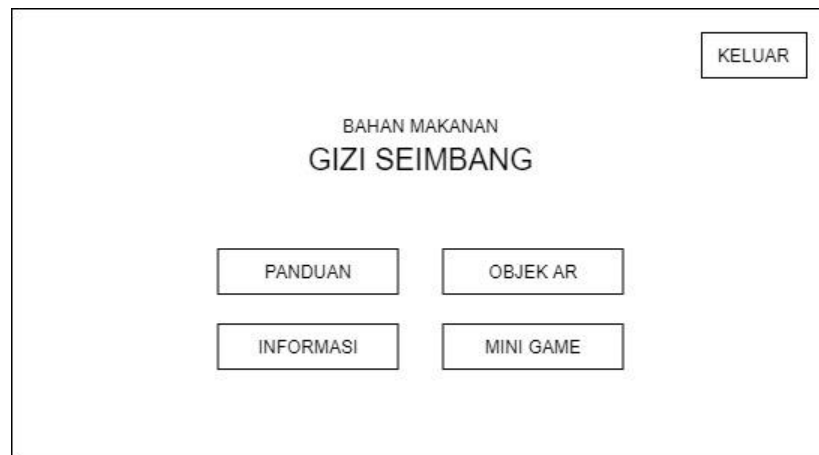 KELUAR
BAHAN MAKANAN
GIZI SEIMBANG
PANDUAN
OBJEK AR
INFORMASI
MINI GAME